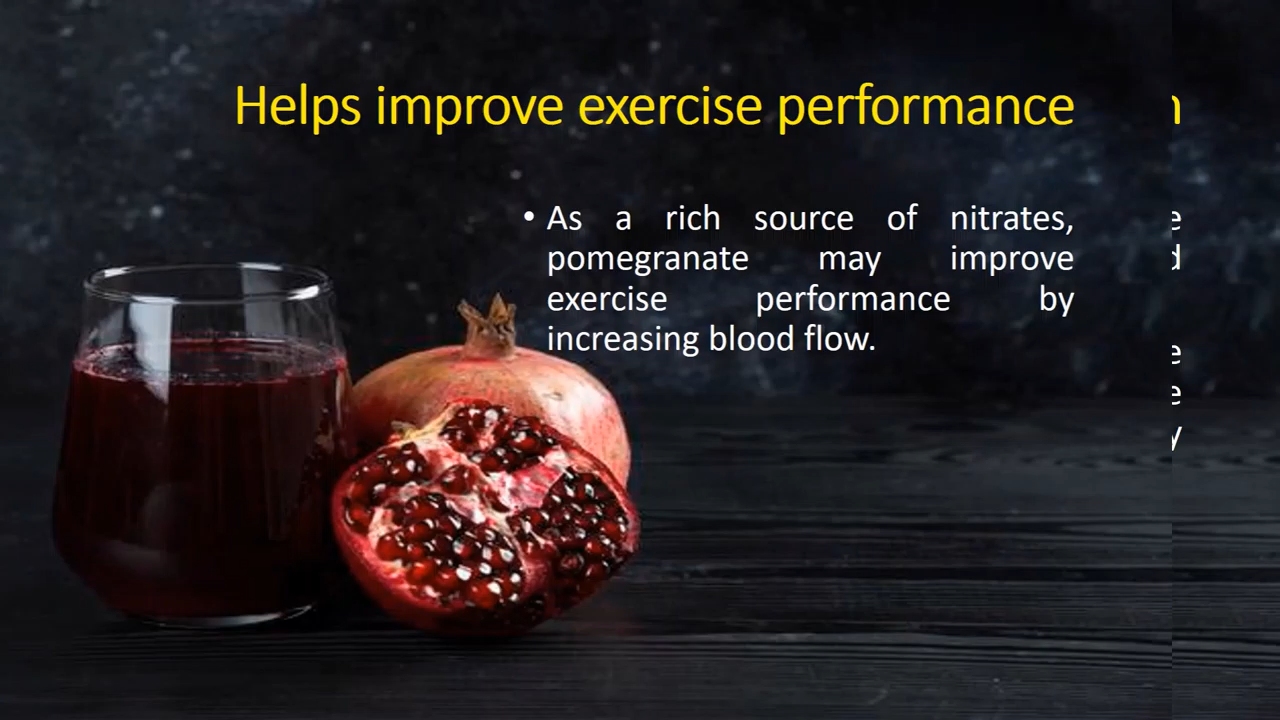 Helps improve exercise performance
• As a rich source of nitrates,
pomegranate may improve
exercise performance by
increasing blood flow.